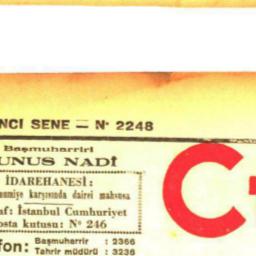 NCI SENE — Nº 2248
Başmuharriri
UNUS NADİ
İDAREHANESİ:
umumiye karşısında dairei mahsusa
af: İstanbul Cumhuriyet
osta kutusu: Nº 246
fon: Başmuharrir : 2366
Tahrir müdürü : 3236
C